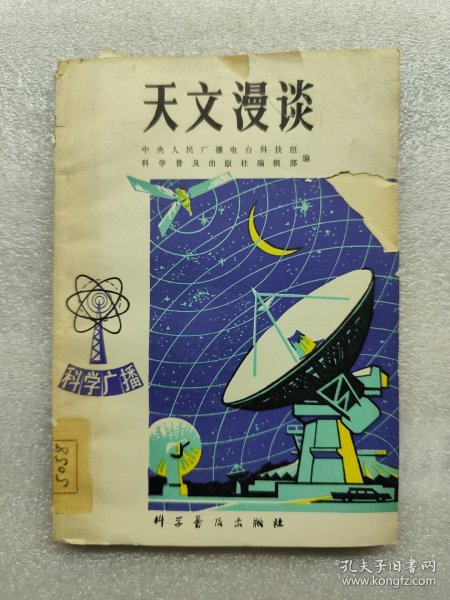 天文漫谈
中央人民广播电台科技组
科学普及出版社编辑部
编
科学广播
5058
科学普及出版社
孔夫子旧书网
www.kongfz.com